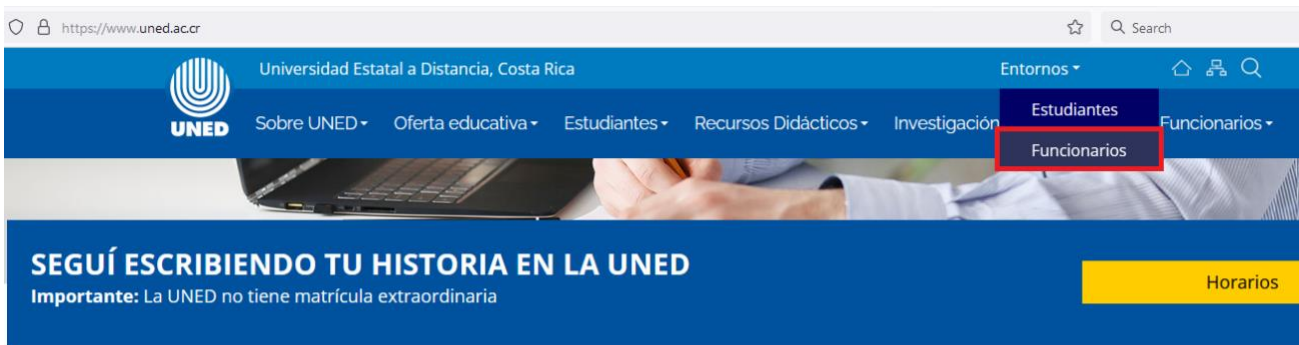 https://www.uned.ac.cr
Search
Universidad Estatal a Distancia, Costa Rica
Entornos
UNED
Sobre UNED
Oferta educativa
Estudiantes
Recursos Didácticos
Investigación
Funcionarios
Estudiantes
Funcionarios
SEGUÍ ESCRIBIENDO TU HISTORIA EN LA UNED
Importante: La UNED no tiene matrícula extraordinaria
Horarios